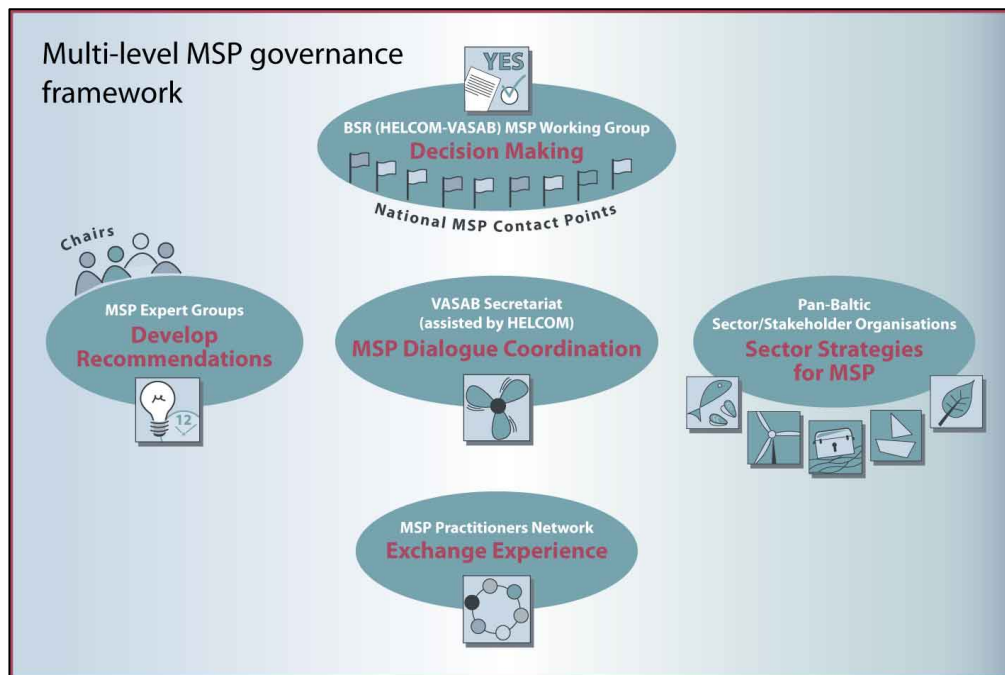 Multi-level MSP governance
framework
YES
BSR (HELCOM-VASAB) MSP Working Group
Decision Making
National MSP Contact Points
Chairs
MSP Expert Groups
Develop
Recommendations
12
VASAB Secretariat
(assisted by HELCOM)
MSP Dialogue Coordination
Pan-Baltic
Sector/Stakeholder Organisations
Sector Strategies
for MSP
MSP Practitioners Network
Exchange Experience